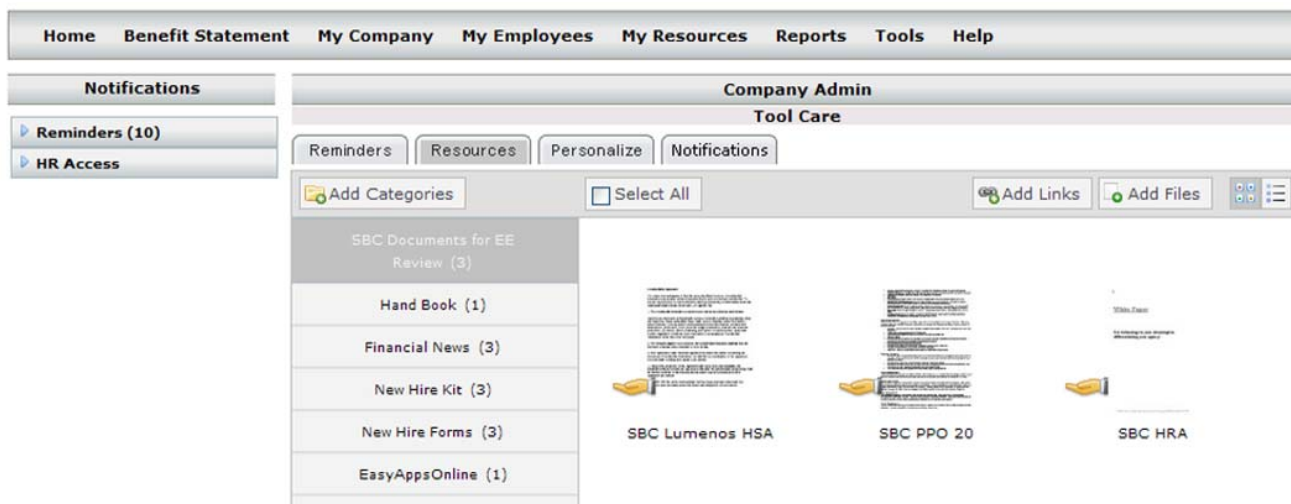 Home Benefit Statement My Company My Employees My Resources Reports Tools Help
Notifications
Reminders (10)
HR Access
Company Admin
Tool Care
Reminders Resources Personalize Notifications
Add Categories Select All Add Links Add Files
SBC Documents for EE
Review (3)
Hand Book (1)
Financial News (3)
New Hire Kit (3)
New Hire Forms (3)
EasyAppsOnline (1)
White Paper
SBC Lumenos HSA SBC PPO 20 SBC HRA